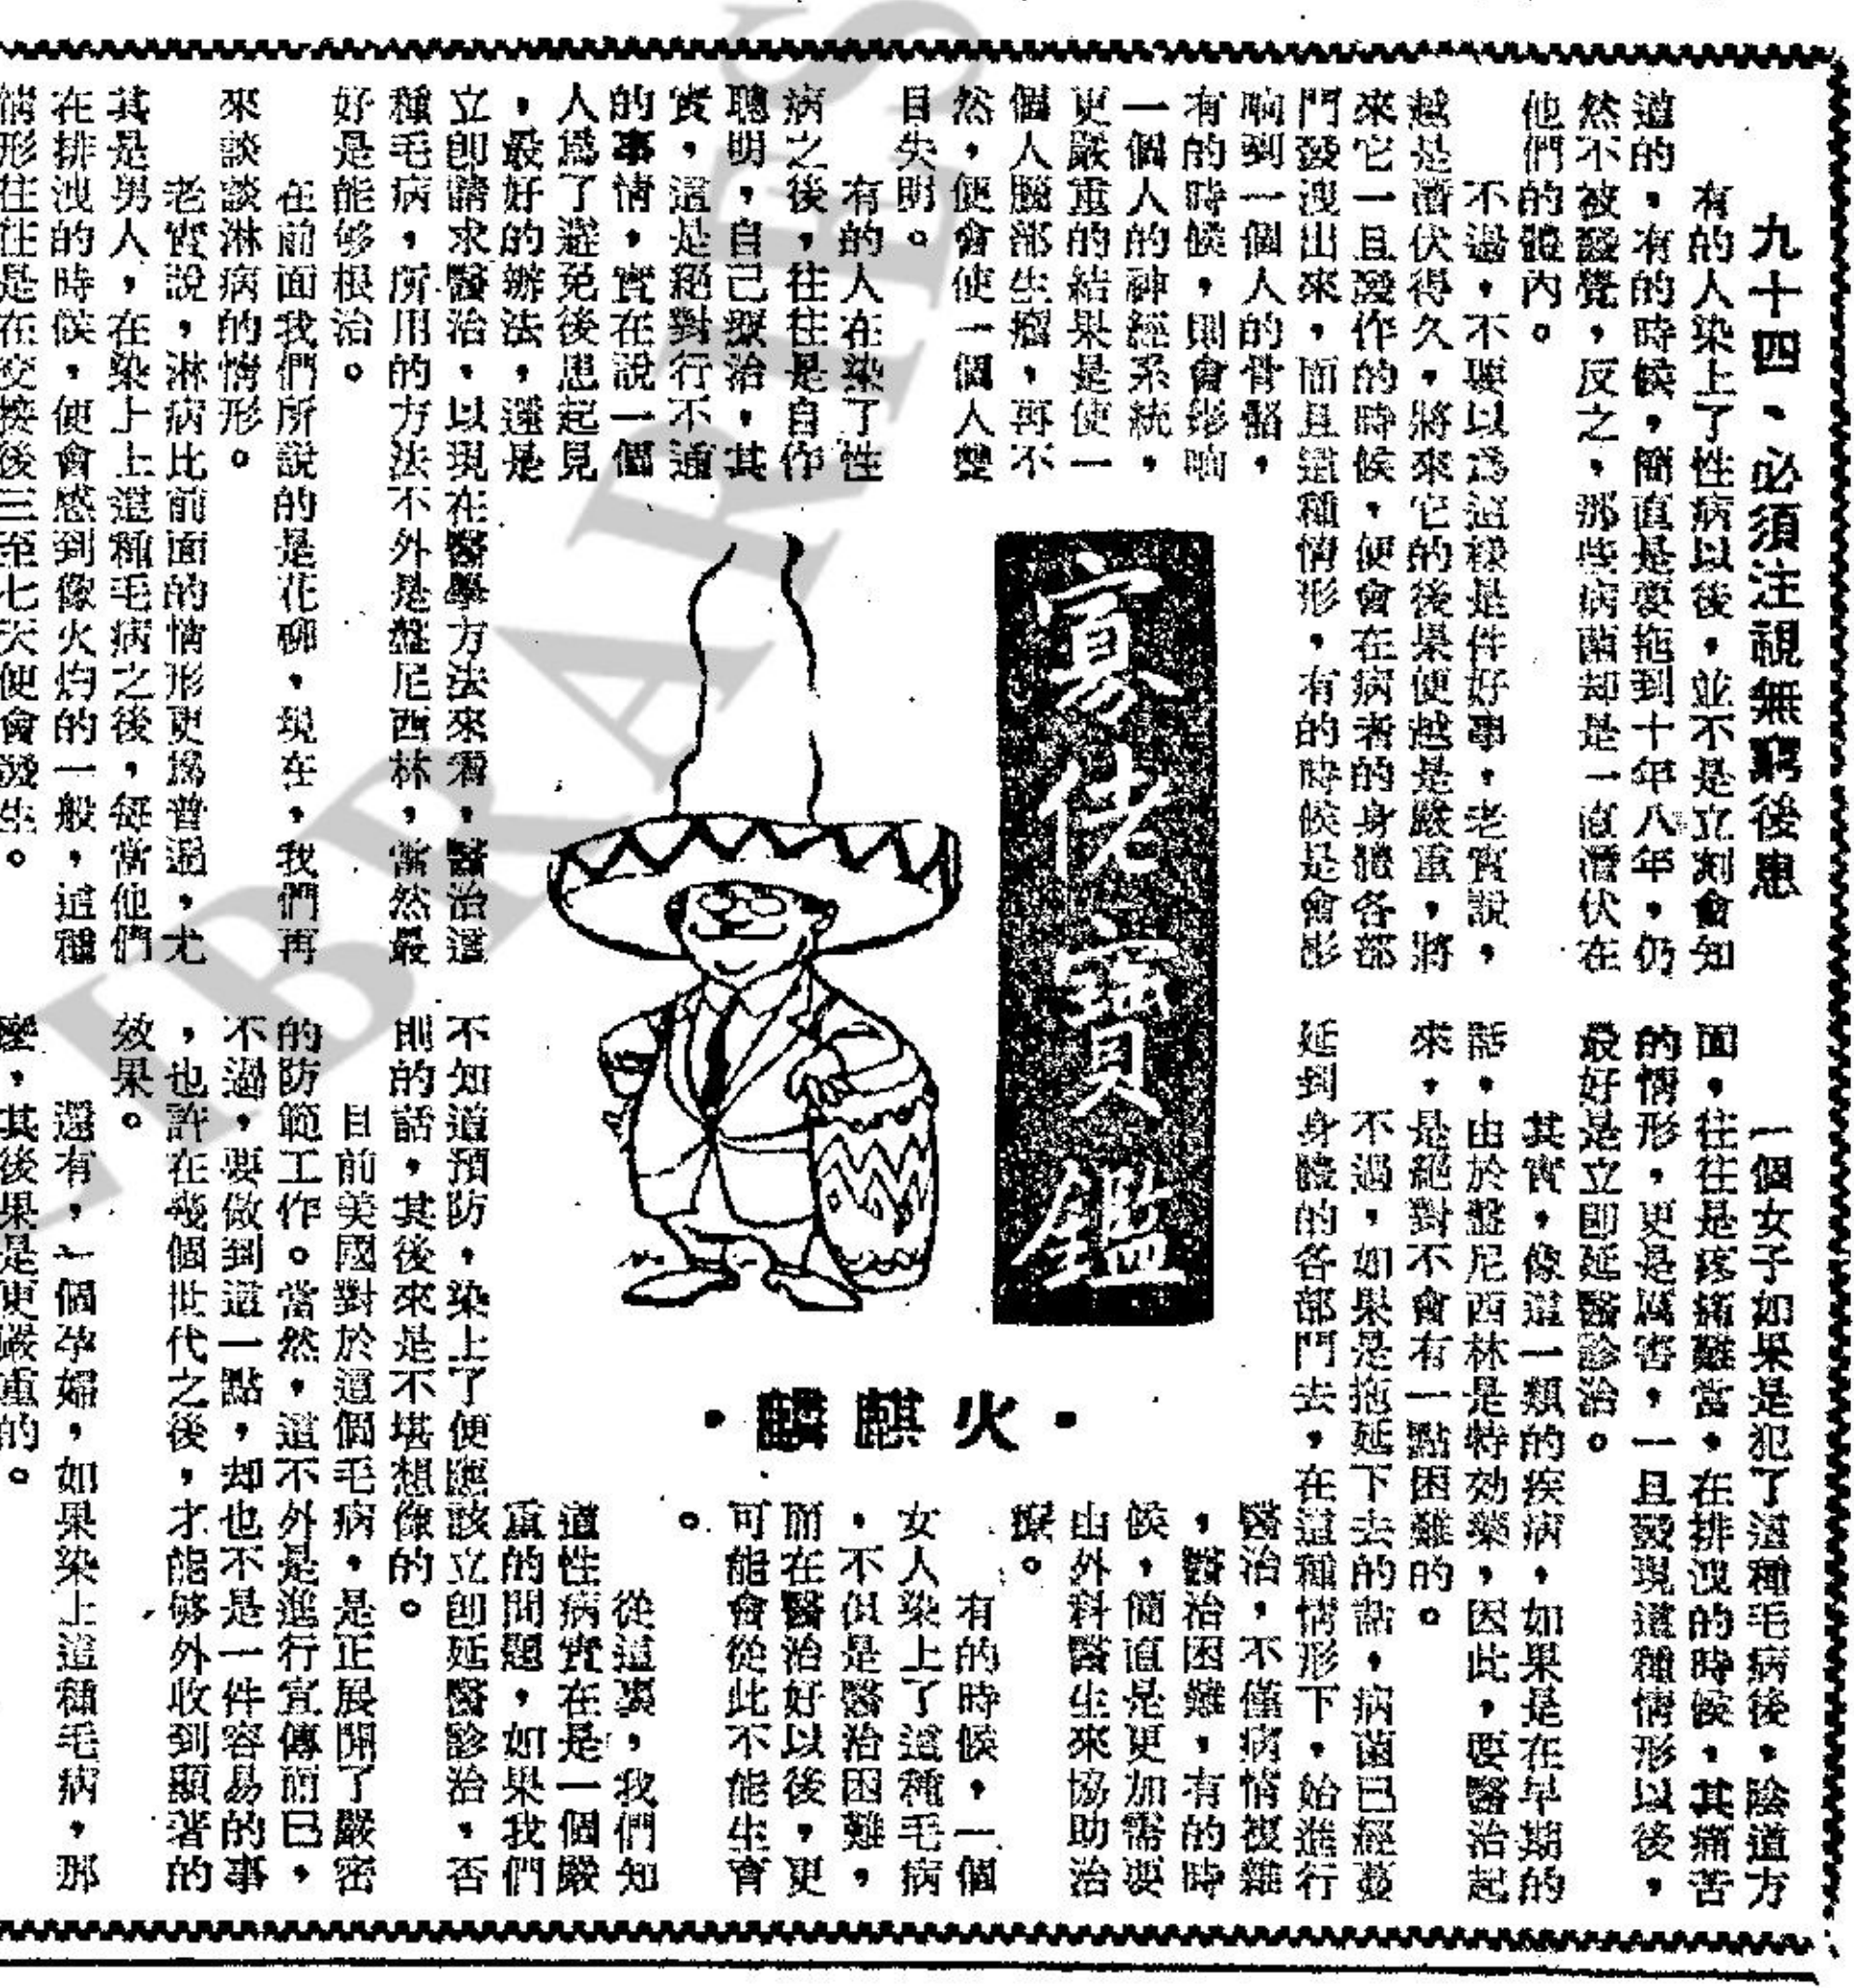 九十四、必須注視無窮後患
有的人染上了性病以後，並不是立刻會知
道的，有的時候，簡直是要拖到十年八年，仍
然不被發覺，反之，那些病菌却是一直潛伏在
他們的體內。
不過，不要以爲這樣是件好事，老實說，
越是潛伏得久，將來它的後果便越是嚴重，將
來它一旦發作的時候，便會在病者的身體各部
門發洩出來，而且這種情形，有的時候是會影
响到一個人的骨骼，
有的時候，則會影响
一個人的神經系統，
更嚴重的結果是使一
個人腦部生瘤，再不
然，便會使一個人雙
目失明。
有的人在染了性
病之後，往往是自作
聰明，自己療治，其
實，這是絕對行不通
的事情，實在說一個
人爲了避免後患起見
，最好的辦法，還是
立卽請求醫治，以現在醫學方法來看，醫治這
種毛病，所用的方法不外是盤尼西林，當然最
好是能够根治。
在前面我們所說的是花柳，現在，我們再
來談談淋病的情形。
老實說，淋病比前面的情形更爲普遍，尤
其是男人，在染上上這種毛病之後，每當他們
在排洩的時候，便會感到像火灼的一般，這種
情形往往是在交接後三至七天便會發生。
寡佬寶鑑
・火麒麟・
一個女子如果是犯了這種毛病後，陰道方
面，往往是疼痛難當，在排洩的時候，其痛苦
的情形，更是厲害，一旦發現這種情形以後，
最好是立卽延醫診治。
其實，像這一類的疾病，如果是在早期的
話，由於盤尼西林是特効藥，因此，要醫治起
來，是絕對不會有一點困難的。
不過，如果是拖延下去的話，病菌已經蔓
延到身體的各部門去，在這種情形下，始進行
醫治，不僅病情複雜
，醫治困難，有的時
候，簡直是更加需要
由外科醫生來協助治
療。
有的時候，一個
女人染上了這種毛病
，不但是醫治困難，
而在醫治好以後，更
可能會從此不能生育
。
從這裏，我們知
道性病實在是一個嚴
重的問題，如果我們
不知道預防，染上了便應該立卽延醫診治，否
則的話，其後來是不堪想像的。
目前美國對於這個毛病，是正展開了嚴密
的防範工作。當然，這不外是進行宣傳而已，
不過，要做到這一點，却也不是一件容易的事
，也許在幾個世代之後，才能够外收到顯著的
效果。
還有，一個孕婦，如果染上這種毛病，那
麼，其後果是更嚴重的。
LIBRARIES